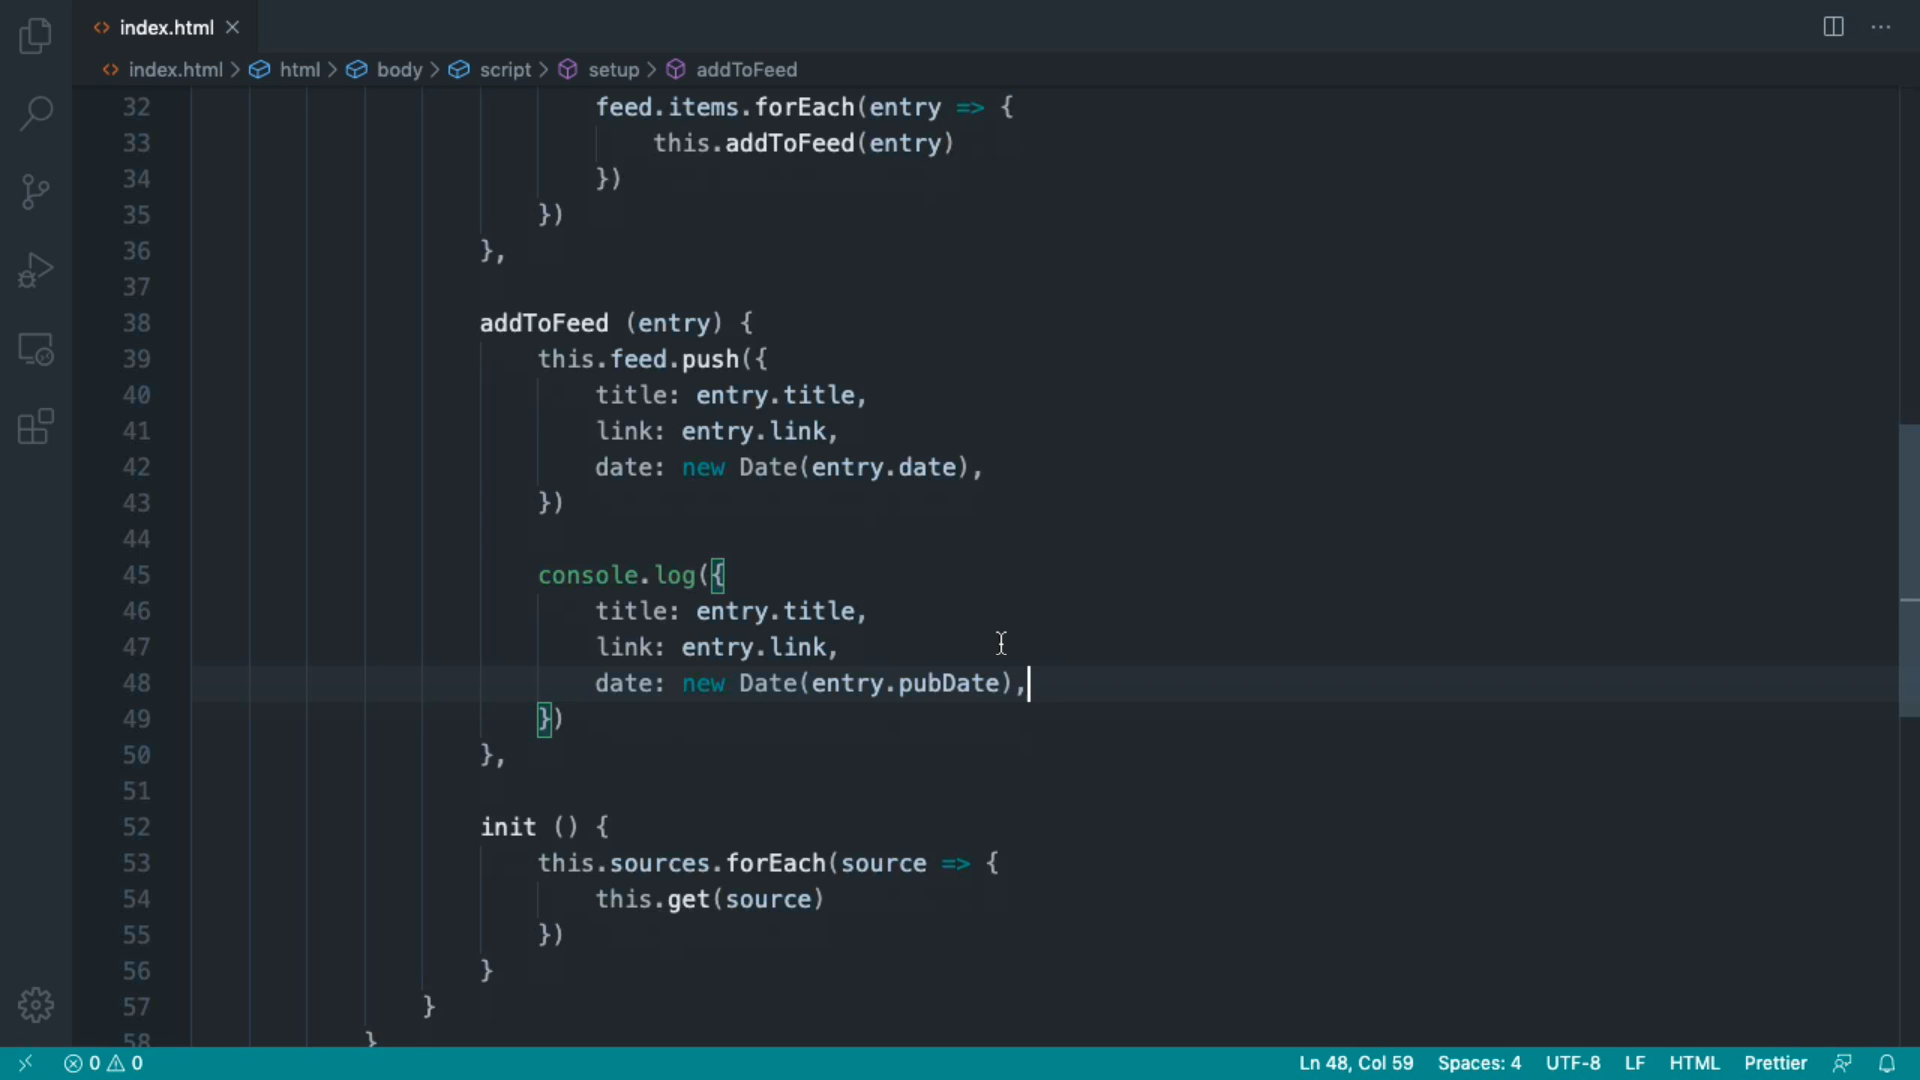 index.html
index.html > html > body > script > setup > addToFeed
32 feed.items.forEach(entry => {
33 this.addToFeed(entry)
34 })
35 })
36 },
37
38 addToFeed (entry) {
39 this.feed.push({
40 title: entry.title,
41 link: entry.link,
42 date: new Date(entry.date),
43 })
44
45 console.log({
46 title: entry.title,
47 link: entry.link,
48 date: new Date(entry.pubDate),
49 })
50 },
51
52 init () {
53 this.sources.forEach(source => {
54 this.get(source)
55 })
56 }
57 }
58 }
0 0 Ln 48, Col 59 Spaces: 4 UTF-8 LF HTML Prettier